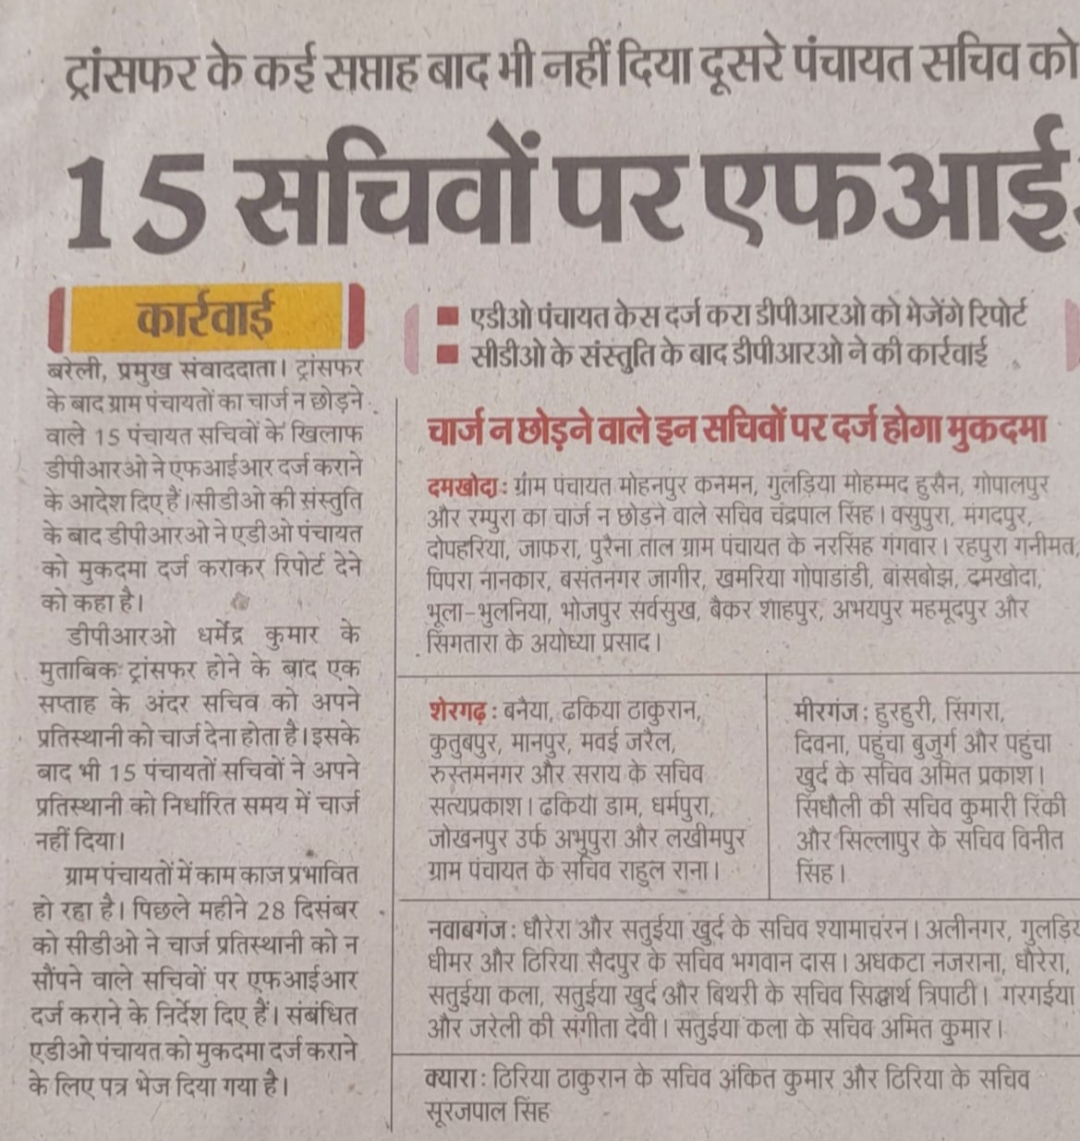 ट्रांसफर के कई सप्ताह बाद भी नहीं दिया दूसरे पंचायत सचिव को
15 सचिवों पर एफआई
कार्रवाई
बरेली, प्रमुख संवाददाता। ट्रांसफर
के बाद ग्राम पंचायतों का चार्ज न छोड़ने
वाले 15 पंचायत सचिवों के खिलाफ
डीपीआरओ ने एफआईआर दर्ज कराने
के आदेश दिए हैं। सीडीओ की संस्तुति
के बाद डीपीआरओ ने एडीओ पंचायत
को मुकदमा दर्ज कराकर रिपोर्ट देने
को कहा है।
डीपीआरओ धर्मेंद्र कुमार के
मुताबिक ट्रांसफर होने के बाद एक
सप्ताह के अंदर सचिव को अपने
प्रतिस्थानी को चार्ज देना होता है। इसके
बाद भी 15 पंचायतों सचिवों ने अपने
प्रतिस्थानी को निर्धारित समय में चार्ज
नहीं दिया।
ग्राम पंचायतों में काम काज प्रभावित
हो रहा है। पिछले महीने 28 दिसंबर
को सीडीओ ने चार्ज प्रतिस्थानी को न
सौंपने वाले सचिवों पर एफआईआर
दर्ज कराने के निर्देश दिए हैं। संबंधित
एडीओ पंचायत को मुकदमा दर्ज कराने
के लिए पत्र भेज दिया गया है।
■ एडीओ पंचायत केस दर्ज करा डीपीआरओ को भेजेंगे रिपोर्ट
■ सीडीओ के संस्तुति के बाद डीपीआरओ ने की कार्रवाई
चार्ज न छोड़ने वाले इन सचिवों पर दर्ज होगा मुकदमा
दमखोदा: ग्राम पंचायत मोहनपुर कनमन, गुलड़िया मोहम्मद हुसैन, गोपालपुर
और रम्पुरा का चार्ज न छोड़ने वाले सचिव चंद्रपाल सिंह। क्सुपुरा, मंगदपुर,
दोपहरिया, जाफरा, पुरैना ताल ग्राम पंचायत के नरसिंह गंगवार। रहपुरा गनीमत,
पिपरा नानकार, बसंतनगर जागीर, खमरिया गोपाडांडी, बांसबोझ, दमखोदा,
भूला-भुलनिया, भोजपुर सर्वसुख, बैकर शाहपुर, अभयपुर महमूदपुर और
सिंगतारा के अयोध्या प्रसाद।
शेरगढ़ : बनैया, ढकिया ठाकुरान,
कुतुबपुर, मानपुर, मवई जरैल,
रुस्तमनगर और सराय के सचिव
सत्यप्रकाश। ढकिया डाम, धर्मपुरा,
जोखनपुर उर्फ अभूपुरा और लखीमपुर
ग्राम पंचायत के सचिव राहुल राना।
मीरगंज : हुरहुरी, सिंगरा,
दिवना, पहुंचा बुजुर्ग और पहुंचा
खुर्द के सचिव अमित प्रकाश।
सिंधौली की सचिव कुमारी रिंकी
और सिल्लापुर के सचिव विनीत
सिंह।
नवाबगंज : धौरेरा और सतुईया खुर्द के सचिव श्यामाचरन। अलीनगर, गुलड़िय
धीमर और टिरिया सैदपुर के सचिव भगवान दास। अधकटा नजराना, धौरेरा,
सतुईया कला, सतुईया खुर्द और बिथरी के सचिव सिद्धार्थ त्रिपाटी। गरगईया
और जरेली की संगीता देवी। सतुईया कला के सचिव अमित कुमार।
क्यारा : टिरिया ठाकुरान के सचिव अंकित कुमार और टिरिया के सचिव
सूरजपाल सिंह